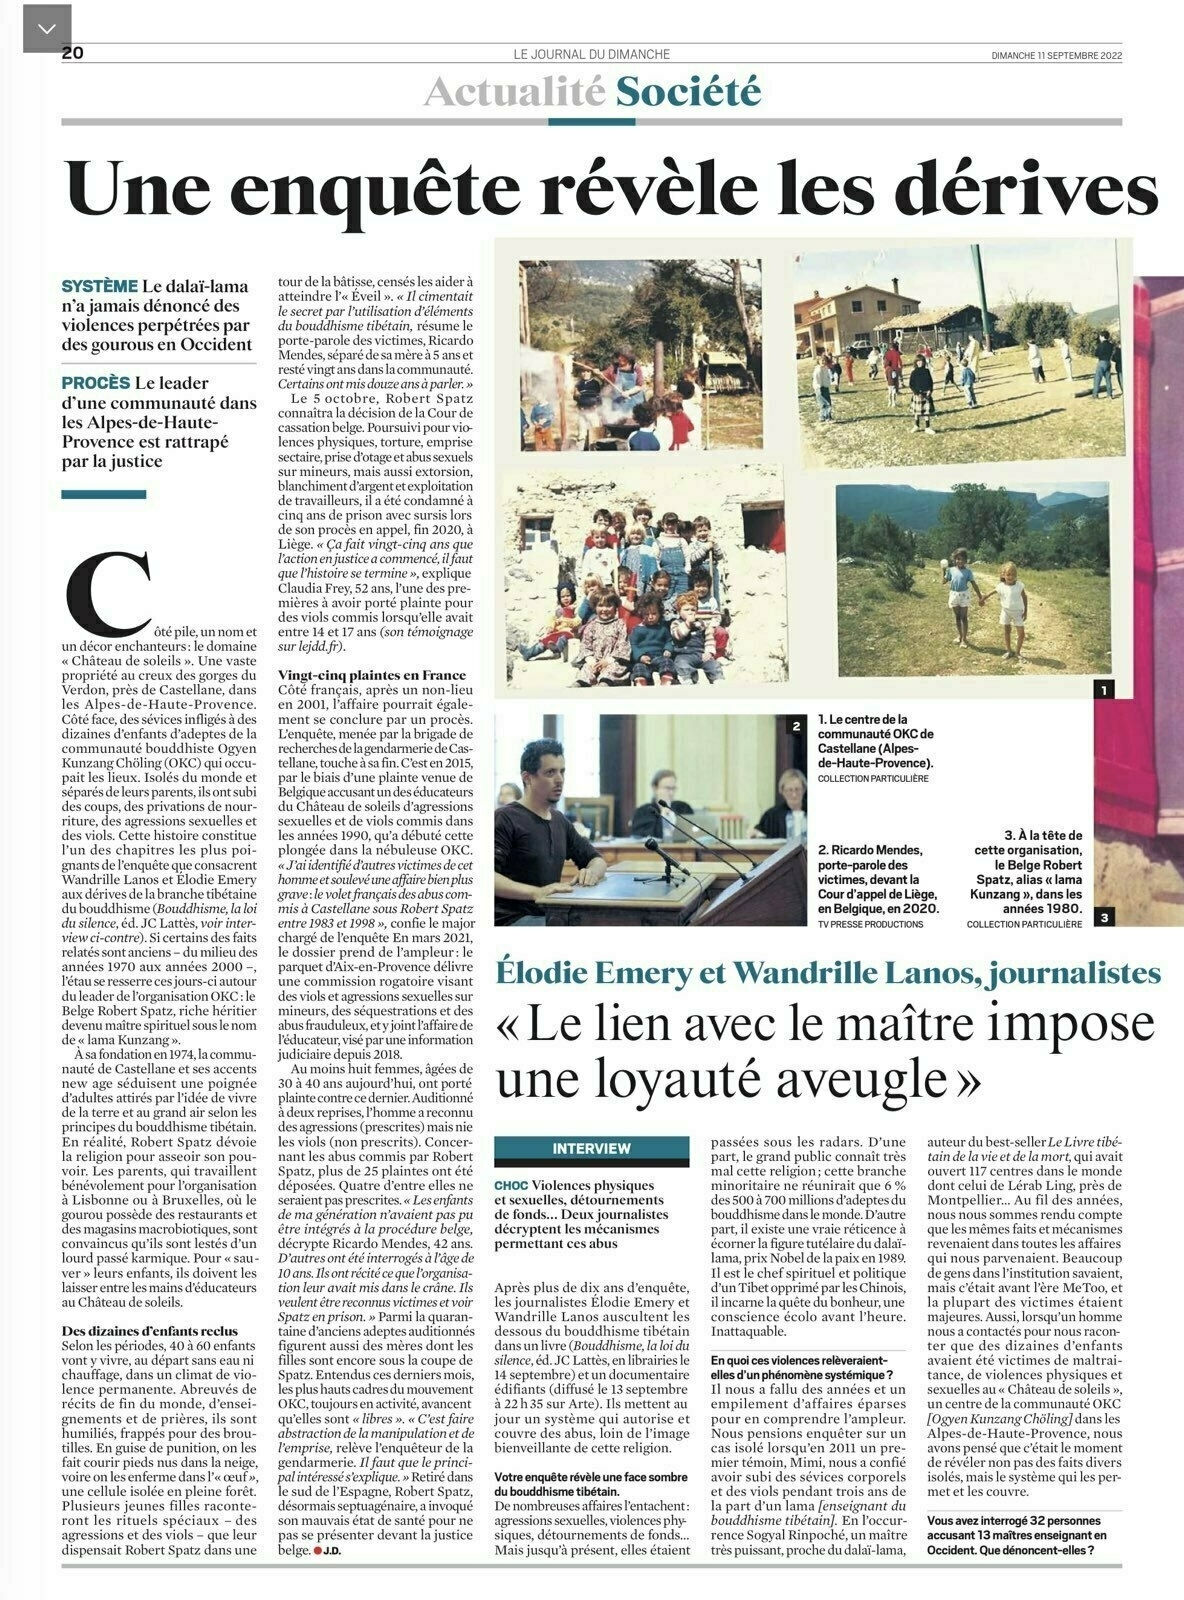 20
LE JOURNAL DU DIMANCHE
DIMANCHE 11 SEPTEMBRE 2022
Actualité Société
Une enquête révèle les dérives
SYSTÈME Le dalaï-lama
n’a jamais dénoncé des
violences perpétrées par
des gourous en Occident
PROCÈS Le leader
d’une communauté dans
les Alpes-de-Haute-
Provence est rattrapé
par la justice
Côté pile, un nom et
un décor enchanteurs : le domaine
« Château de soleils ». Une vaste
propriété au creux des gorges du
Verdon, près de Castellane, dans
les Alpes-de-Haute-Provence.
Côté face, des sévices infligés à des
dizaines d’enfants d’adeptes de la
communauté bouddhiste Ogyen
Kunzang Chöling (OKC) qui occu-
pait les lieux. Isolés du monde et
séparés de leurs parents, ils ont subi
des coups, des privations de nour-
riture, des agressions sexuelles et
des viols. Cette histoire constitue
l’un des chapitres les plus poi-
gnants de l’enquête que consacrent
Wandrille Lanos et Élodie Emery
aux dérives de la branche tibétaine
du bouddhisme (Bouddhisme, la loi
du silence, éd. JC Lattès, voir inter-
view ci-contre). Si certains des faits
relatés sont anciens – du milieu des
années 1970 aux années 2000 –,
l’étau se resserre ces jours-ci autour
du leader de l’organisation OKC : le
Belge Robert Spatz, riche héritier
devenu maître spirituel sous le nom
de « lama Kunzang ».
À sa fondation en 1974, la commu-
nauté de Castellane et ses accents
new age séduisent une poignée
d’adultes attirés par l’idée de vivre
de la terre et au grand air selon les
principes du bouddhisme tibétain.
En réalité, Robert Spatz dévoie
la religion pour asseoir son pou-
voir. Les parents, qui travaillent
bénévolement pour l’organisation
à Lisbonne ou à Bruxelles, où le
gourou possède des restaurants et
des magasins macrobiotiques, sont
convaincus qu’ils sont lestés d’un
lourd passé karmique. Pour « sau-
ver » leurs enfants, ils doivent les
laisser entre les mains d’éducateurs
au Château de soleils.
Des dizaines d’enfants reclus
Selon les périodes, 40 à 60 enfants
vont y vivre, au départ sans eau ni
chauffage, dans un climat de vio-
lence permanente. Abreuvés de
récits de fin du monde, d’ensei-
gnements et de prières, ils sont
humiliés, frappés pour des brou-
tilles. En guise de punition, on les
fait courir pieds nus dans la neige,
voire on les enferme dans l’« œuf »,
une cellule isolée en pleine forêt.
Plusieurs jeunes filles raconte-
ront les rituels spéciaux – des
agressions et des viols – que leur
dispensait Robert Spatz dans une
tour de la bâtisse, censés les aider à
atteindre l’« Éveil ». « Il cimentait
le secret par l’utilisation d’éléments
du bouddhisme tibétain, résume le
porte-parole des victimes, Ricardo
Mendes, séparé de sa mère à 5 ans et
resté vingt ans dans la communauté.
Certains ont mis douze ans à parler. »
Le 5 octobre, Robert Spatz
connaîtra la décision de la Cour de
cassation belge. Poursuivi pour vio-
lences physiques, torture, emprise
sectaire, prise d’otage et abus sexuels
sur mineurs, mais aussi extorsion,
blanchiment d’argent et exploitation
de travailleurs, il a été condamné à
cinq ans de prison avec sursis lors
de son procès en appel, fin 2020, à
Liège. « Ça fait vingt-cinq ans que
l’action en justice a commencé, il faut
que l’histoire se termine », explique
Claudia Frey, 52 ans, l’une des pre-
mières à avoir porté plainte pour
des viols commis lorsqu’elle avait
entre 14 et 17 ans (son témoignage
sur lejdd.fr).
Vingt-cinq plaintes en France
Côté français, après un non-lieu
en 2001, l’affaire pourrait égale-
ment se conclure par un procès.
L’enquête, menée par la brigade de
recherches de la gendarmerie de Cas-
tellane, touche à sa fin. C’est en 2015,
par le biais d’une plainte venue de
Belgique accusant un des éducateurs
du Château de soleils d’agressions
sexuelles et de viols commis dans
les années 1990, qu’a débuté cette
plongée dans la nébuleuse OKC.
« J’ai identifié d’autres victimes de cet
homme et soulevé une affaire bien plus
grave : le volet français des abus com-
mis à Castellane sous Robert Spatz
entre 1983 et 1998 », confie le major
chargé de l’enquête En mars 2021,
le dossier prend de l’ampleur : le
parquet d’Aix-en-Provence délivre
une commission rogatoire visant
des viols et agressions sexuelles sur
mineurs, des séquestrations et des
abus frauduleux, et y joint l’affaire de
l’éducateur, visé par une information
judiciaire depuis 2018.
Au moins huit femmes, âgées de
30 à 40 ans aujourd’hui, ont porté
plainte contre ce dernier. Auditionné
à deux reprises, l’homme a reconnu
des agressions (prescrites) mais nie
les viols (non prescrits). Concer-
nant les abus commis par Robert
Spatz, plus de 25 plaintes ont été
déposées. Quatre d’entre elles ne
seraient pas prescrites. « Les enfants
de ma génération n’avaient pas pu
être intégrés à la procédure belge,
décrypte Ricardo Mendes, 42 ans.
D’autres ont été interrogés à l’âge de
10 ans. Ils ont récité ce que l’organisa-
tion leur avait mis dans le crâne. Ils
veulent être reconnus victimes et voir
Spatz en prison. » Parmi la quaran-
taine d’anciens adeptes auditionnés
figurent aussi des mères dont les
filles sont encore sous la coupe de
Spatz. Entendus ces derniers mois,
les plus hauts cadres du mouvement
OKC, toujours en activité, avancent
qu’elles sont « libres ». « C’est faire
abstraction de la manipulation et de
l’emprise, relève l’enquêteur de la
gendarmerie. Il faut que le princi-
pal intéressé s’explique. » Retiré dans
le sud de l’Espagne, Robert Spatz,
désormais septuagénaire, a invoqué
son mauvais état de santé pour ne
pas se présenter devant la justice
belge. J.D.
1
2
1. Le centre de la
communauté OKC de
Castellane (Alpes-
de-Haute-Provence).
COLLECTION PARTICULIÈRE
2. Ricardo Mendes,
porte-parole des
victimes, devant la
Cour d’appel de Liège,
en Belgique, en 2020.
TV PRESSE PRODUCTIONS
3. À la tête de
cette organisation,
le Belge Robert
Spatz, alias « lama
Kunzang », dans les
années 1980.
COLLECTION PARTICULIÈRE
3
Élodie Emery et Wandrille Lanos, journalistes
« Le lien avec le maître impose
une loyauté aveugle »
INTERVIEW
CHOC Violences physiques
et sexuelles, détournements
de fonds… Deux journalistes
décryptent les mécanismes
permettant ces abus
Après plus de dix ans d’enquête,
les journalistes Élodie Emery et
Wandrille Lanos auscultent les
dessous du bouddhisme tibétain
dans un livre (Bouddhisme, la loi du
silence, éd. JC Lattès, en librairies le
14 septembre) et un documentaire
édifiants (diffusé le 13 septembre
à 22 h 35 sur Arte). Ils mettent au
jour un système qui autorise et
couvre des abus, loin de l’image
bienveillante de cette religion.
Votre enquête révèle une face sombre
du bouddhisme tibétain.
De nombreuses affaires l’entachent :
agressions sexuelles, violences phy-
siques, détournements de fonds…
Mais jusqu’à présent, elles étaient
passées sous les radars. D’une
part, le grand public connaît très
mal cette religion ; cette branche
minoritaire ne réunirait que 6 %
des 500 à 700 millions d’adeptes du
bouddhisme dans le monde. D’autre
part, il existe une vraie réticence à
écorner la figure tutélaire du dalaï-
lama, prix Nobel de la paix en 1989.
Il est le chef spirituel et politique
d’un Tibet opprimé par les Chinois,
il incarne la quête du bonheur, une
conscience écolo avant l’heure.
Inattaquable.
En quoi ces violences relèveraient-
elles d’un phénomène systémique ?
Il nous a fallu des années et un
empilement d’affaires éparses
pour en comprendre l’ampleur.
Nous pensions enquêter sur un
cas isolé lorsqu’en 2011 un pre-
mier témoin, Mimi, nous a confié
avoir subi des sévices corporels
et des viols pendant trois ans de
la part d’un lama [enseignant du
bouddhisme tibétain]. En l’occur-
rence Sogyal Rinpoché, un maître
très puissant, proche du dalaï-lama,
auteur du best-seller Le Livre tibé-
tain de la vie et de la mort, qui avait
ouvert 117 centres dans le monde
dont celui de Lérab Ling, près de
Montpellier… Au fil des années,
nous nous sommes rendu compte
que les mêmes faits et mécanismes
revenaient dans toutes les affaires
qui nous parvenaient. Beaucoup
de gens dans l’institution savaient,
mais c’était avant l’ère MeToo, et
la plupart des victimes étaient
majeures. Aussi, lorsqu’un homme
nous a contactés pour nous racon-
ter que des dizaines d’enfants
avaient été victimes de maltrai-
tance, de violences physiques et
sexuelles au « Château de soleils »,
un centre de la communauté OKC
[Ogyen Kunzang Chöling] dans les
Alpes-de-Haute-Provence, nous
avons pensé que c’était le moment
de révéler non pas des faits divers
isolés, mais le système qui les per-
met et les couvre.
Vous avez interrogé 32 personnes
accusant 13 maîtres enseignant en
Occident. Que dénoncent-elles ?